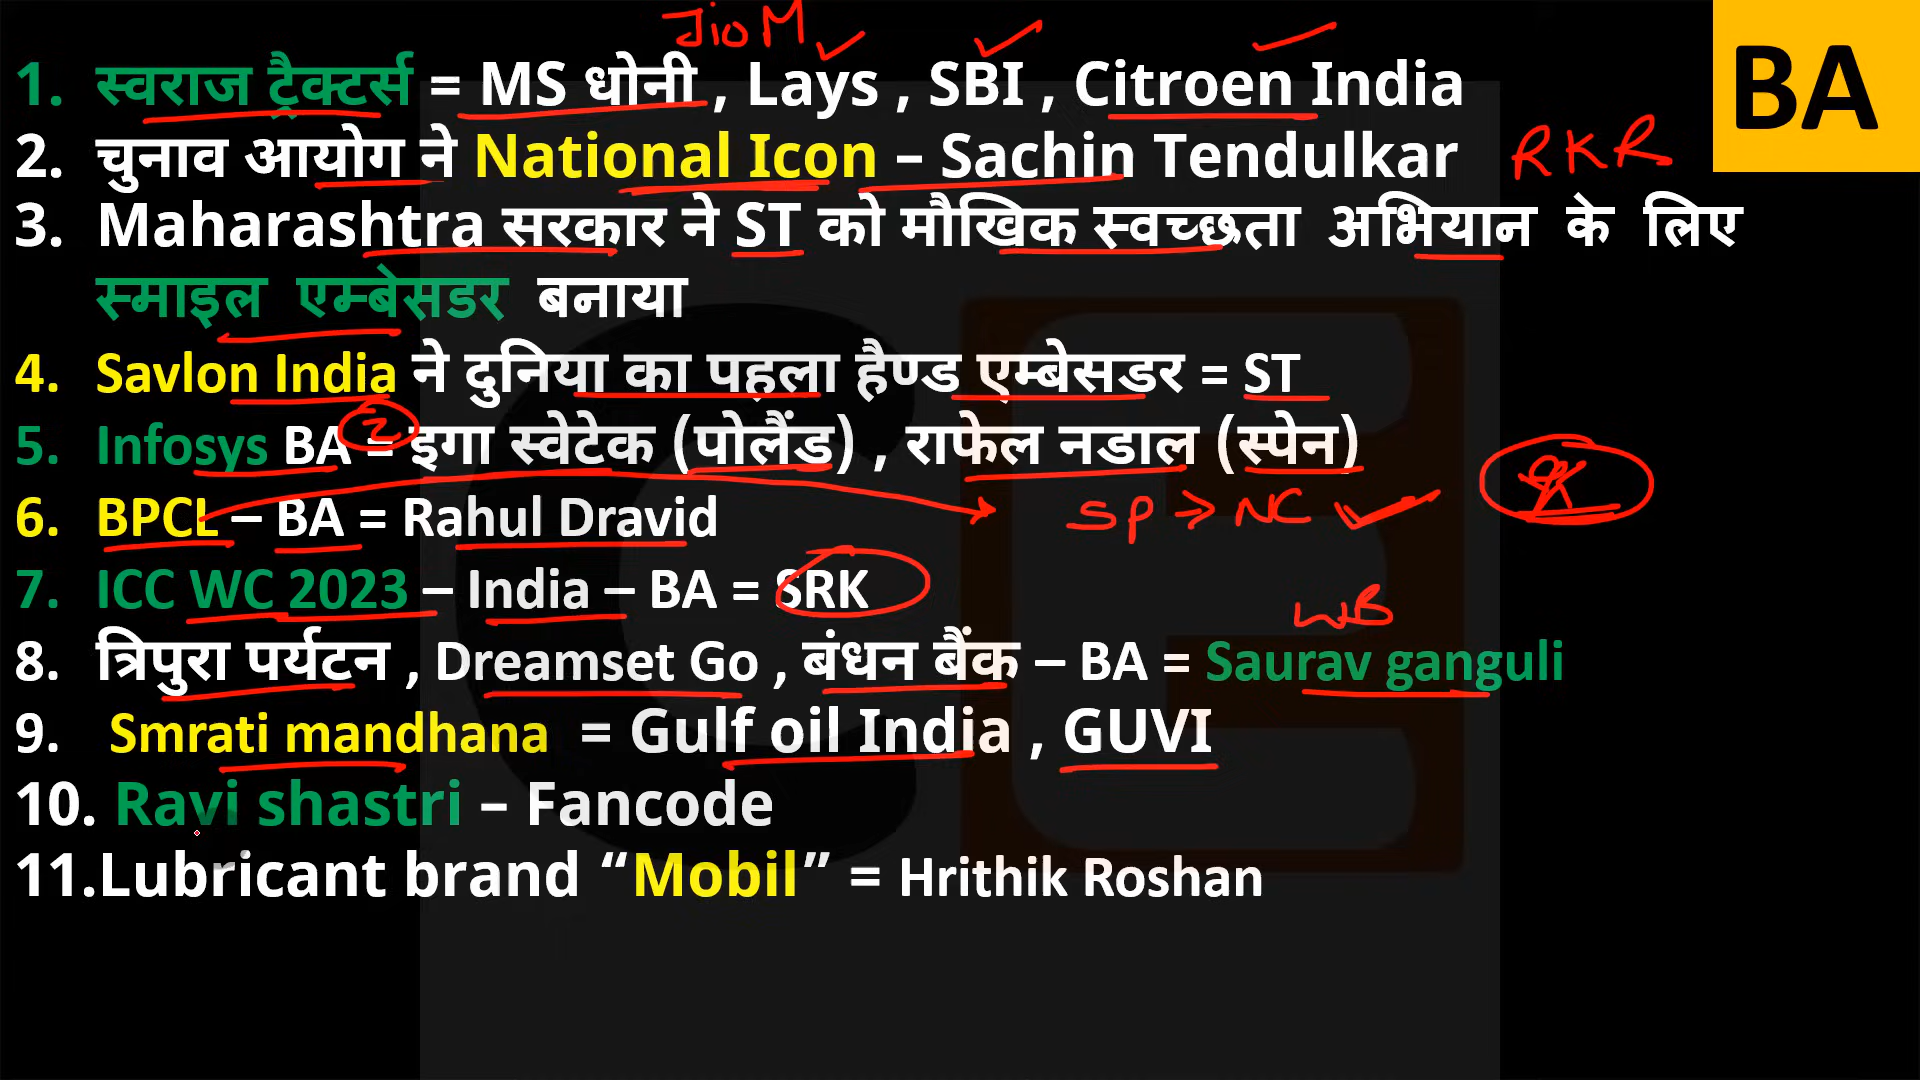 JioM
BA
1. स्वराज ट्रैक्टर्स = MS धोनी , Lays , SBI , Citroen India
2. चुनाव आयोग ने National Icon – Sachin Tendulkar RKR
3. Maharashtra सरकार ने ST को मौखिक स्वच्छता अभियान के लिए
स्माइल एम्बेसडर बनाया
4. Savlon India ने दुनिया का पहला हैण्ड एम्बेसडर = ST
2
5. Infosys BA = इगा स्वेटेक (पोलैंड) , राफेल नडाल (स्पेन)
6. BPCL – BA = Rahul Dravid SP → NC
7. ICC WC 2023 – India – BA = SRK
WB
8. त्रिपुरा पर्यटन , Dreamset Go , बंधन बैंक – BA = Saurav ganguli
9. Smrati mandhana = Gulf oil India , GUVI
10. Ravi shastri – Fancode
11.Lubricant brand “Mobil” = Hrithik Roshan